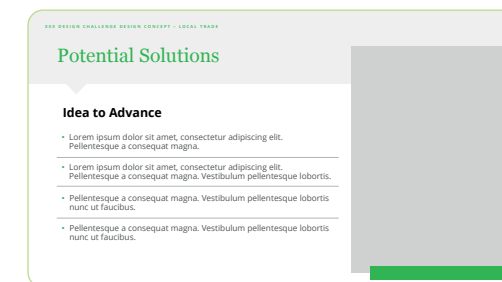 XXX DESIGN CHALLENGE DESIGN CONCEPT – LOCAL TRADE
Potential Solutions
Idea to Advance
• Lorem ipsum dolor sit amet, consectetur adipiscing elit.
Pellentesque a consequat magna.
• Lorem ipsum dolor sit amet, consectetur adipiscing elit.
Pellentesque a consequat magna. Vestibulum pellentesque lobortis.
• Pellentesque a consequat magna. Vestibulum pellentesque lobortis
nunc ut faucibus.
• Pellentesque a consequat magna. Vestibulum pellentesque lobortis
nunc ut faucibus.